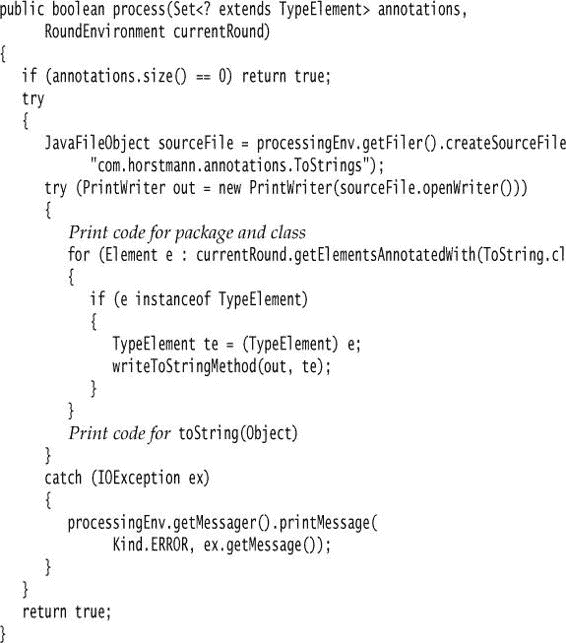 public boolean process(Set<? extends TypeElement> annotations,
RoundEnvironment currentRound)
{
if (annotations.size() == 0) return true;
try
{
JavaFileObject sourceFile = processingEnv.getFiler().createSourceFile
"com.horstmann.annotations.ToStrings");
try (PrintWriter out = new PrintWriter(sourceFile.openWriter()))
{
Print code for package and class
for (Element e : currentRound.getElementsAnnotatedWith(ToString.cl
{
if (e instanceof TypeElement)
{
TypeElement te = (TypeElement) e;
writeToStringMethod(out, te);
}
}
Print code for toString(Object)
}
catch (IOException ex)
{
processingEnv.getMessager().printMessage(
Kind.ERROR, ex.getMessage());
}
}
return true;
}